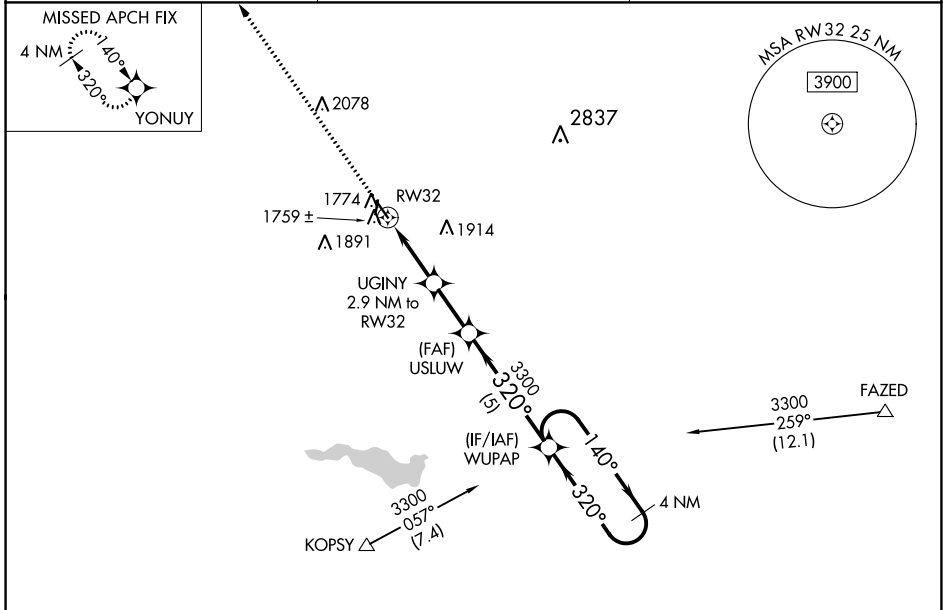 MISSED APCH FIX
4 NM
140°
320°
YONUY
MSA RW32 25 NM
3900
2078
2837
1774
RW32
1759 ±
1891
1914
UGINY
2.9 NM to
RW32
(FAF)
USLUW
3300
320°
(5)
FAZED
3300
259°
(12.1)
(IF/IAF)
WUPAP
140°
320°
4 NM
3300
057°
(7.4)
KOPSY